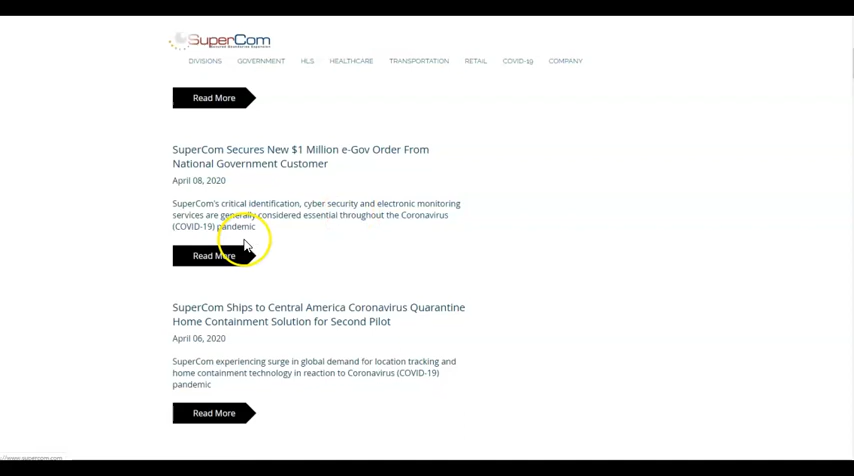 SuperCom
DIVISIONS GOVERNMENT HLS HEALTHCARE TRANSPORTATION RETAIL COVID-19 COMPANY
Read More
SuperCom Secures New $1 Million e-Gov Order From
National Government Customer
April 08, 2020
SuperCom's critical identification, cyber security and electronic monitoring
services are generally considered essential throughout the Coronavirus
(COVID-19) pandemic
Read More
SuperCom Ships to Central America Coronavirus Quarantine
Home Containment Solution for Second Pilot
April 06, 2020
SuperCom experiencing surge in global demand for location tracking and
home containment technology in reaction to Coronavirus (COVID-19)
pandemic
Read More